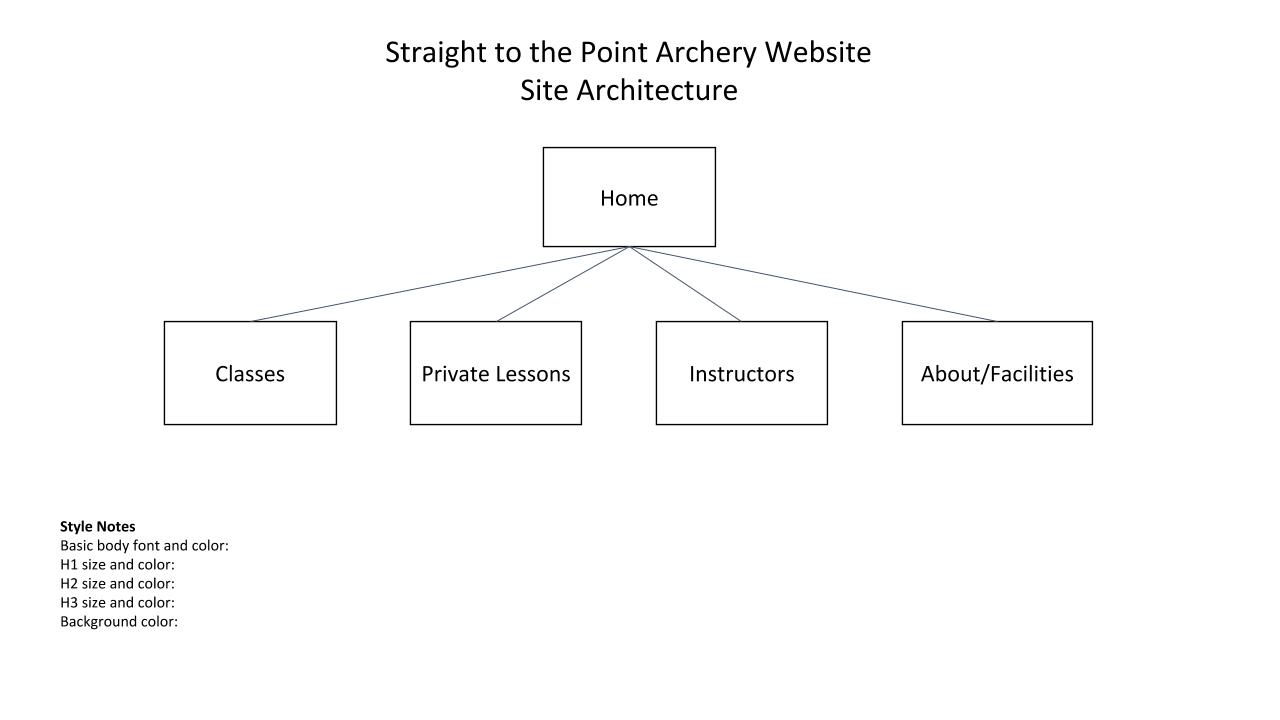 Straight to the Point Archery Website
Site Architecture
Home
Classes
Private Lessons
Instructors
About/Facilities
Style Notes
Basic body font and color:
H1 size and color:
H2 size and color:
H3 size and color:
Background color: